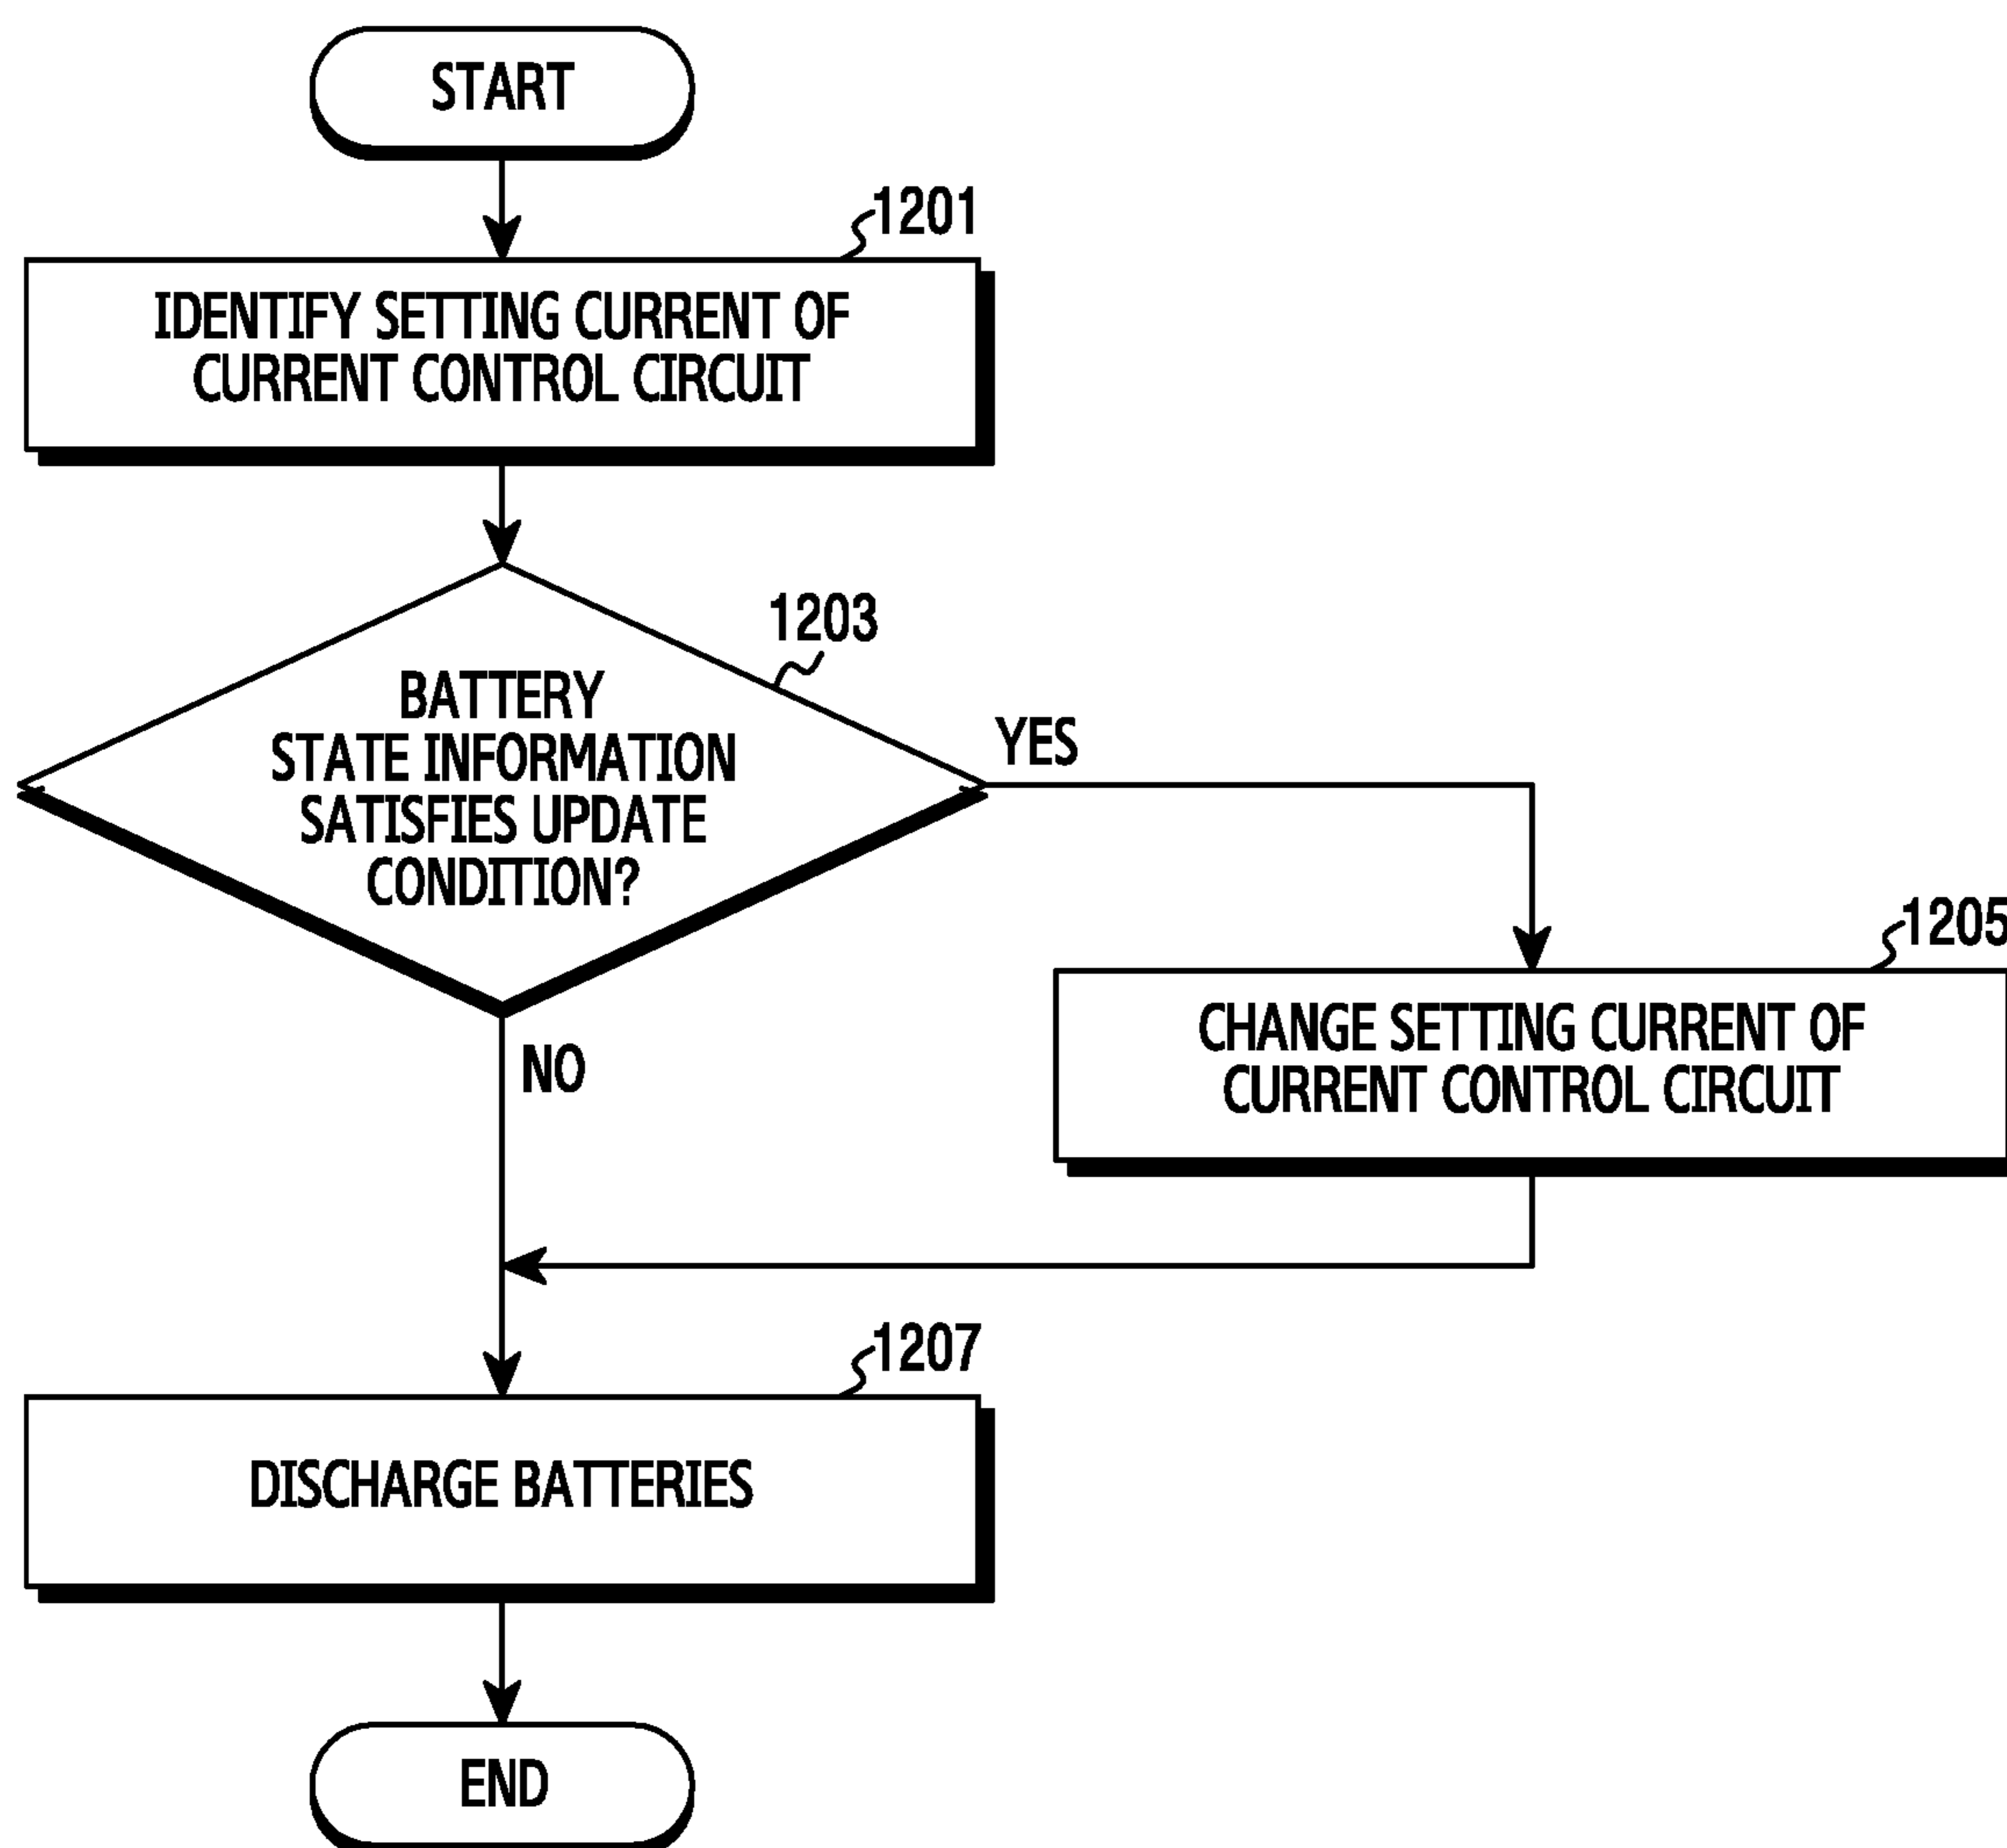 START
1201
IDENTIFY SETTING CURRENT OF
CURRENT CONTROL CIRCUIT
1203
BATTERY
STATE INFORMATION
SATISFIES UPDATE
CONDITION?
YES
1205
CHANGE SETTING CURRENT OF
CURRENT CONTROL CIRCUIT
NO
1207
DISCHARGE BATTERIES
END